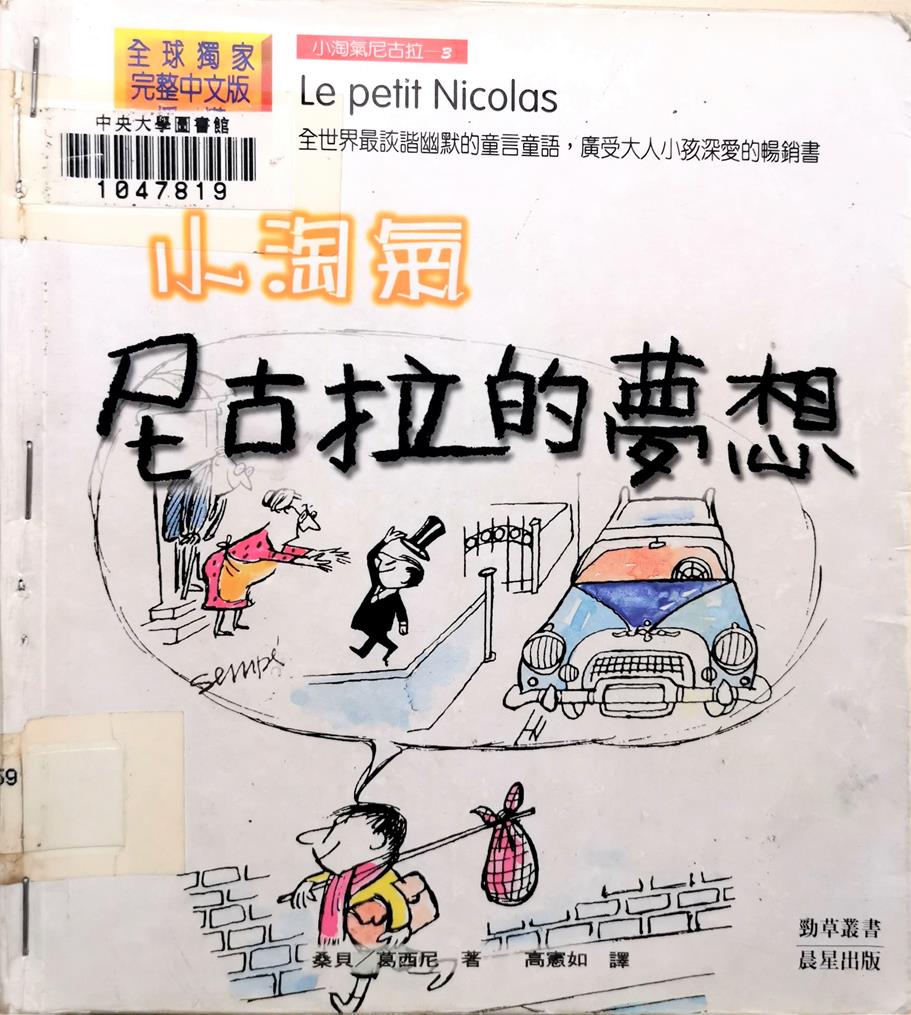 全球獨家
完整中文版
中央大學圖書館
1047819
小淘氣尼古拉—3
Le petit Nicolas
全世界最詼諧幽默的童言童語，廣受大人小孩深愛的暢銷書
小淘氣
尼古拉的夢想
sempé
59
桑貝／葛西尼 著 高憲如 譯
勁草叢書
晨星出版